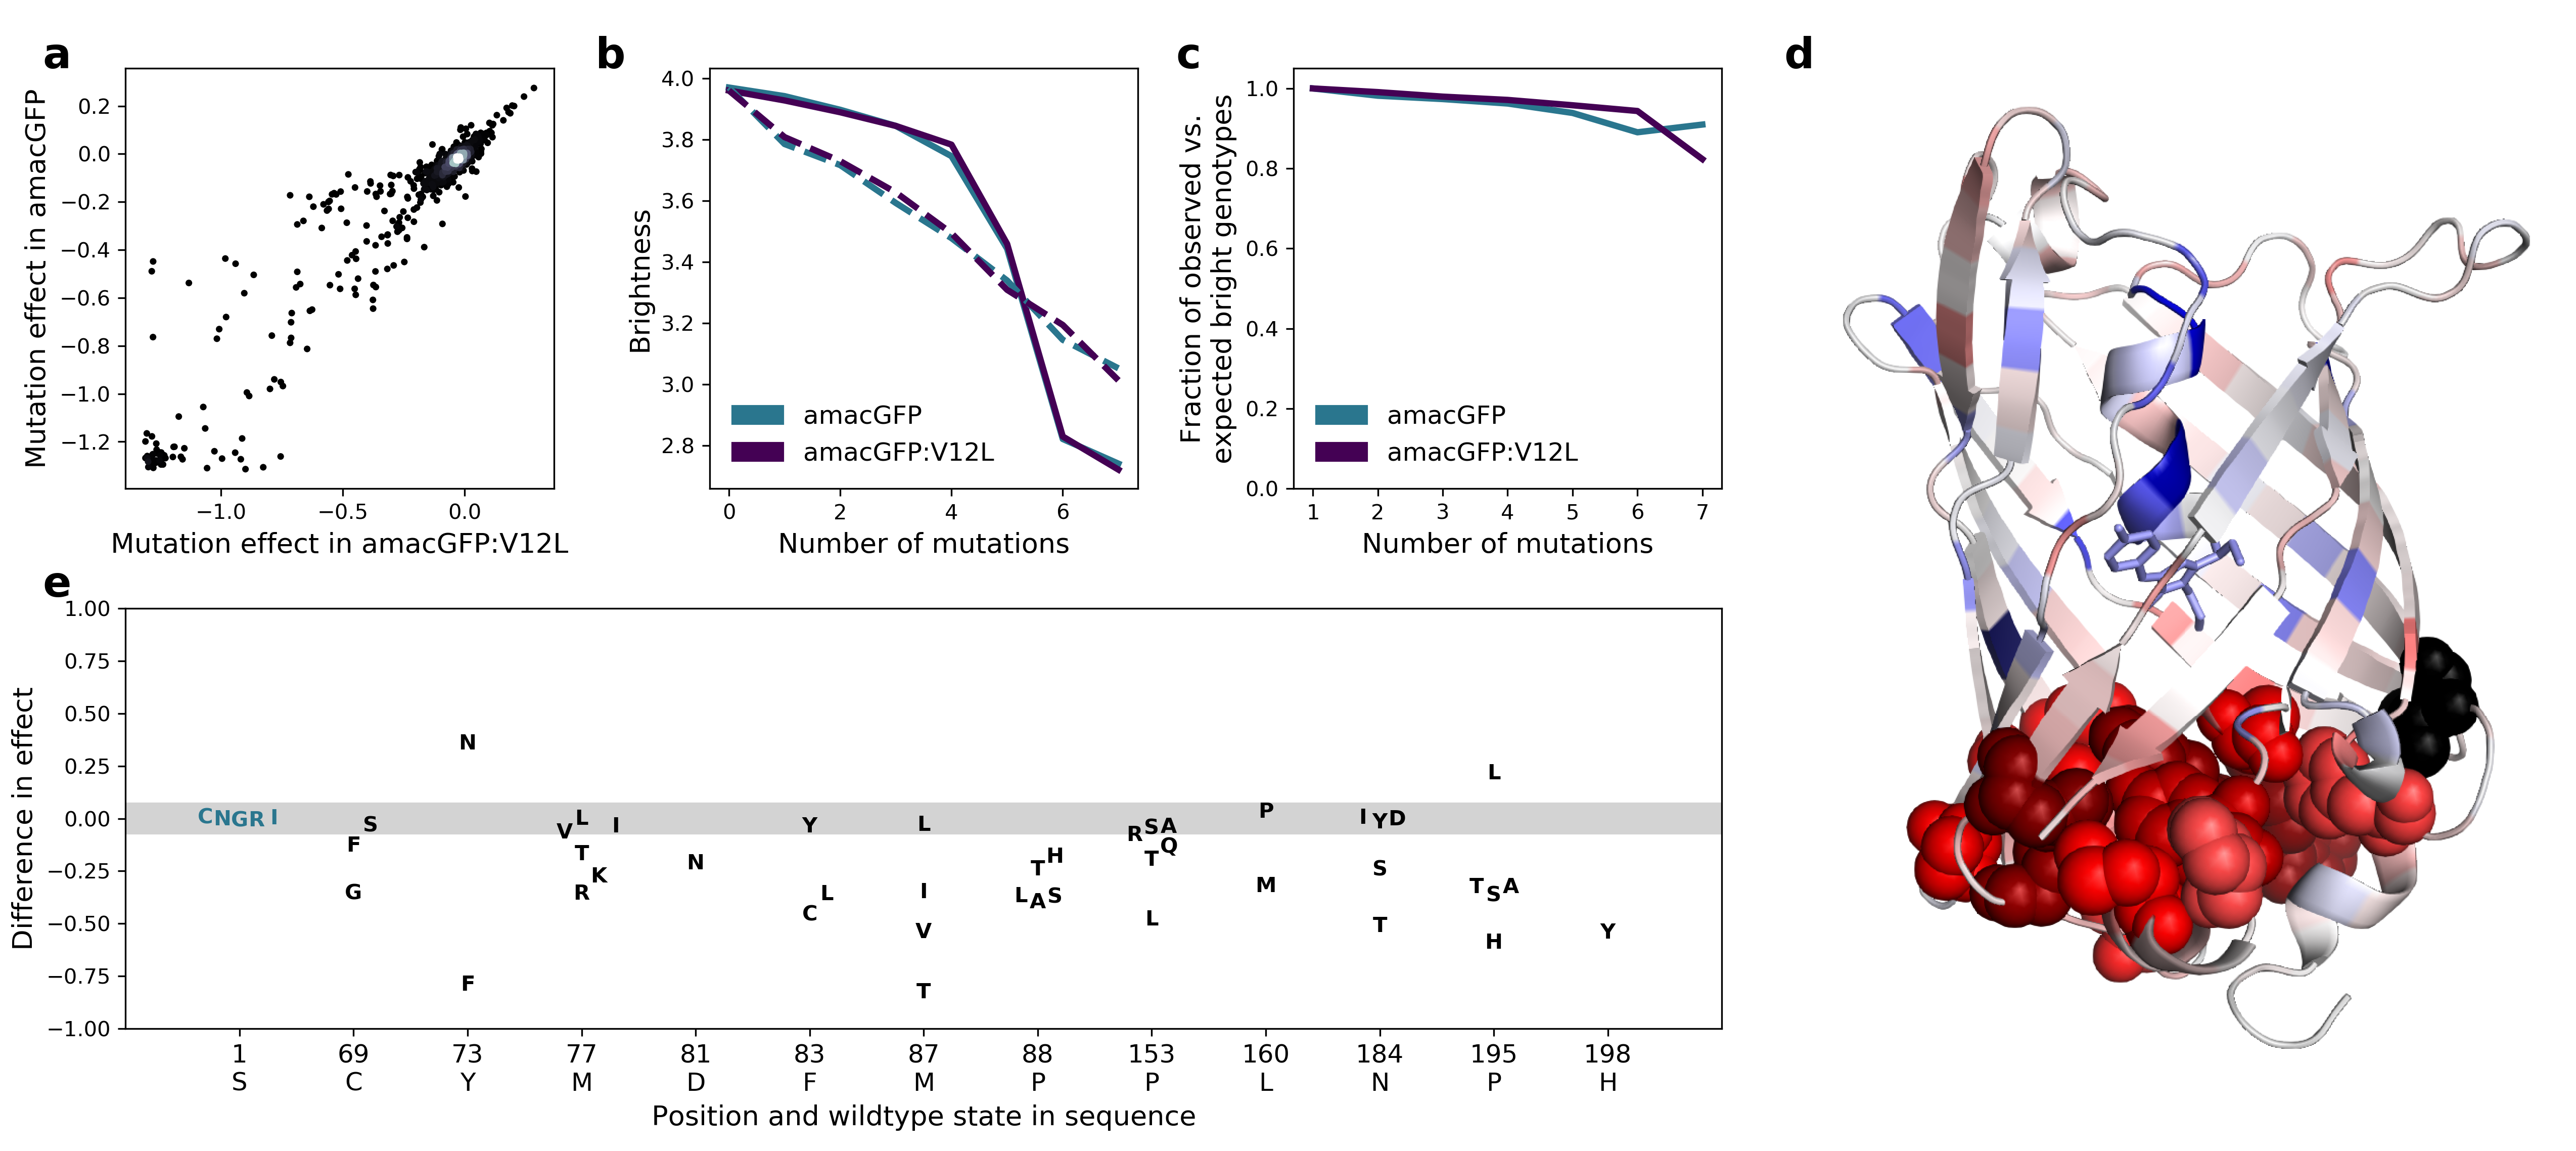 a
Mutation effect in amacGFP
0.2
0.0
−0.2
−0.4
−0.6
−0.8
−1.0
−1.2
−1.0 −0.5 0.0
Mutation effect in amacGFP:V12L
b
Brightness
4.0
3.8
3.6
3.4
3.2
3.0
2.8
amacGFP
amacGFP:V12L
0 2 4 6
Number of mutations
c
Fraction of observed vs.
expected bright genotypes
1.0
0.8
0.6
0.4
0.2
0.0
amacGFP
amacGFP:V12L
1 2 3 4 5 6 7
Number of mutations
d
e
Difference in effect
1.00
0.75
0.50
0.25
0.00
−0.25
−0.50
−0.75
−1.00
C N G R I
S
F
G
N
F
L
V I
T
K
R
N
Y
L
C
L
I
V
T
H
T
L A S
R S A
Q
T
L
P
M
I Y D
S
T
L
T S A
H
Y
1 69 73 77 81 83 87 88 153 160 184 195 198
S C Y M D F M P P L N P H
Position and wildtype state in sequence